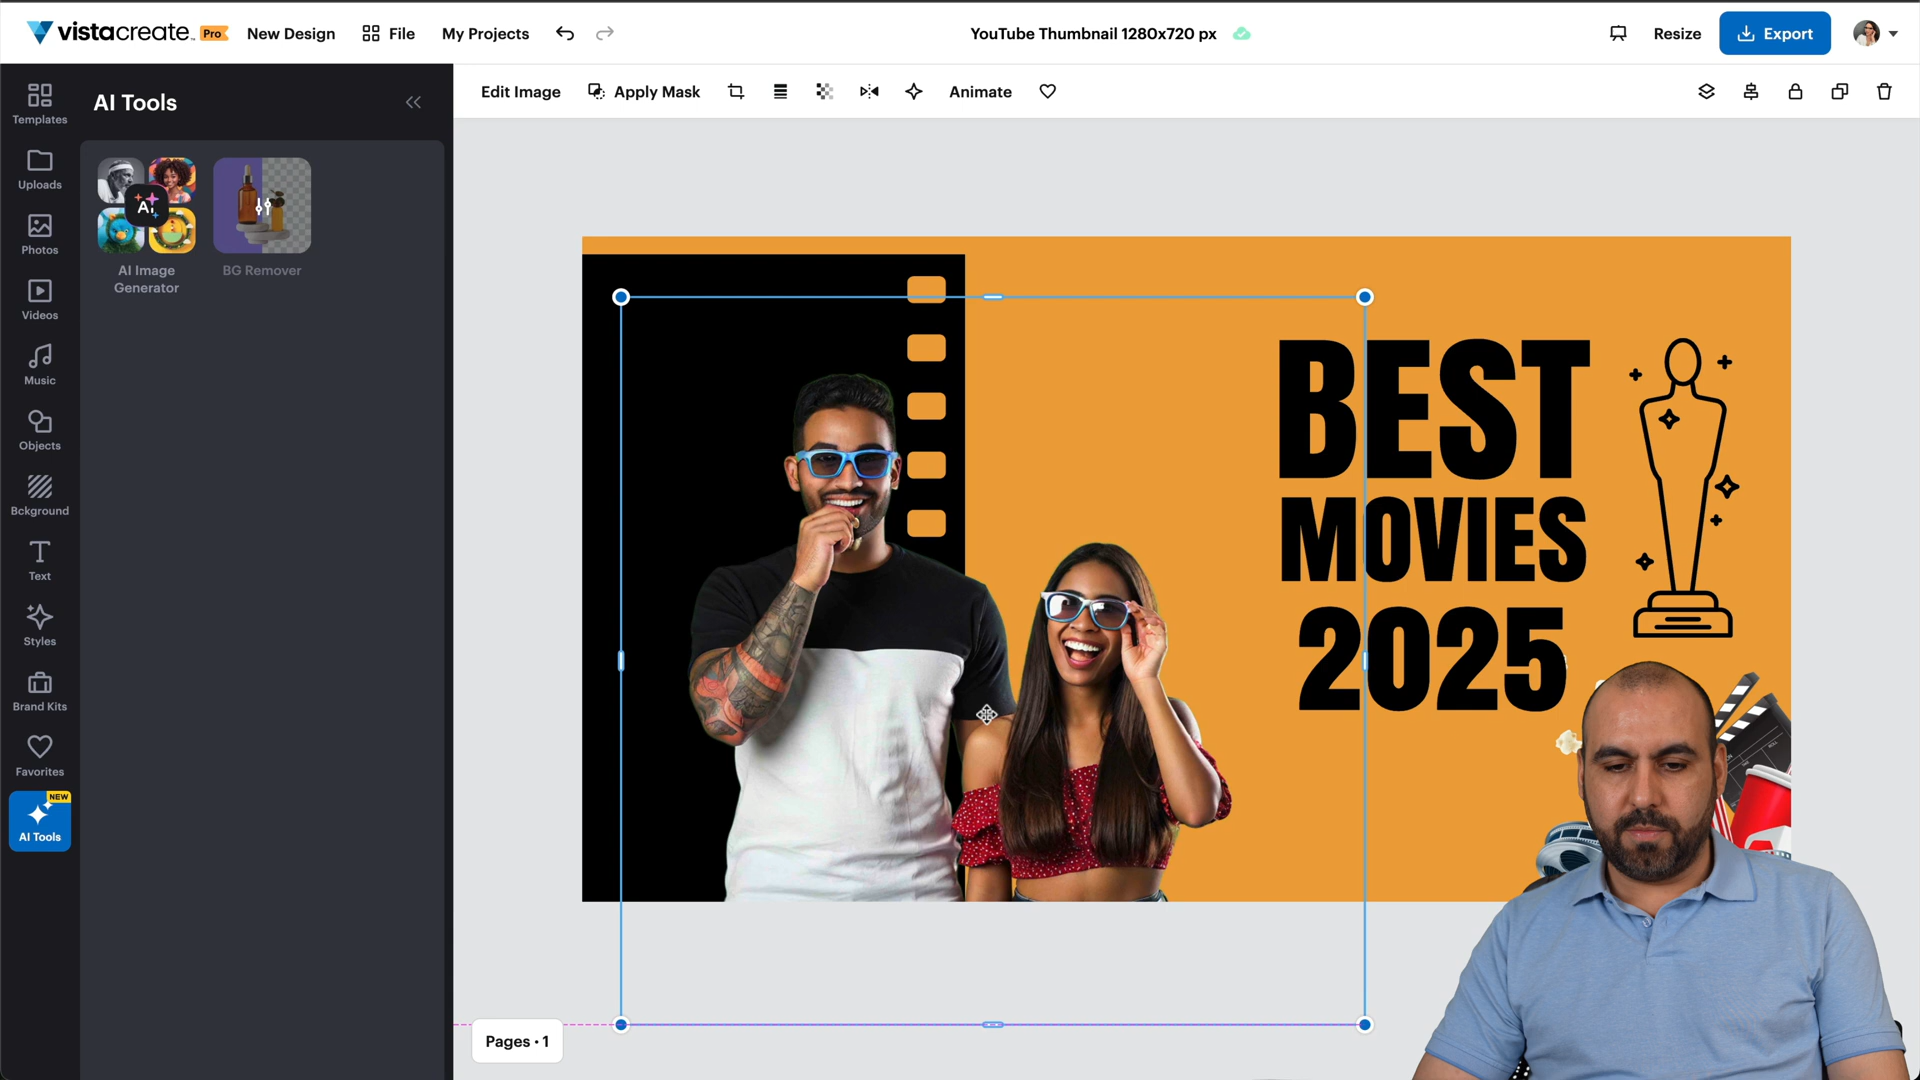 vistacreate Pro New Design File My Projects YouTube Thumbnail 1280x720 px Resize Export
AI Tools
Edit Image Apply Mask Animate
Templates
Uploads
Photos
Videos
Music
Objects
Bckground
Text
Styles
Brand Kits
Favorites
NEW
AI Tools
Ai
AI Image
Generator
BG Remover
BEST
MOVIES
2025
Pages • 1